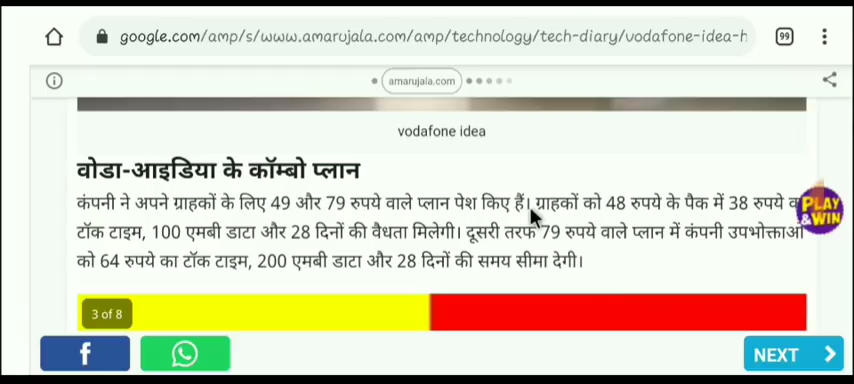 google.com/amp/s/www.amarujala.com/amp/technology/tech-diary/vodafone-idea-h
99
amarujala.com
vodafone idea
वोडा-आइडिया के कॉम्बो प्लान
कंपनी ने अपने ग्राहकों के लिए 49 और 79 रुपये वाले प्लान पेश किए हैं। ग्राहकों को 48 रुपये के पैक में 38 रुपये
टॉक टाइम, 100 एमबी डाटा और 28 दिनों की वैधता मिलेगी। दूसरी तरफ 79 रुपये वाले प्लान में कंपनी उपभोक्ताओं
को 64 रुपये का टॉक टाइम, 200 एमबी डाटा और 28 दिनों की समय सीमा देगी।
PLAY
&WIN
3 of 8
f
NEXT